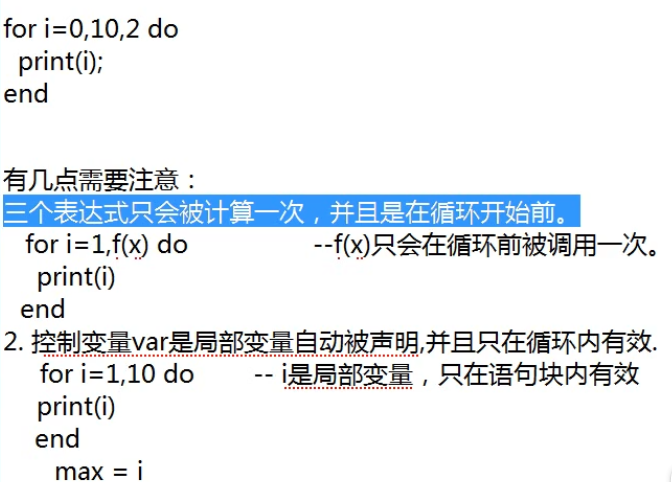 for i=0,10,2 do
print(i);
end
有几点需要注意：
三个表达式只会被计算一次，并且是在循环开始前。
for i=1,f(x) do --f(x)只会在循环前被调用一次。
print(i)
end
2. 控制变量var是局部变量自动被声明,并且只在循环内有效.
for i=1,10 do -- i是局部变量，只在语句块内有效
print(i)
end
max = i